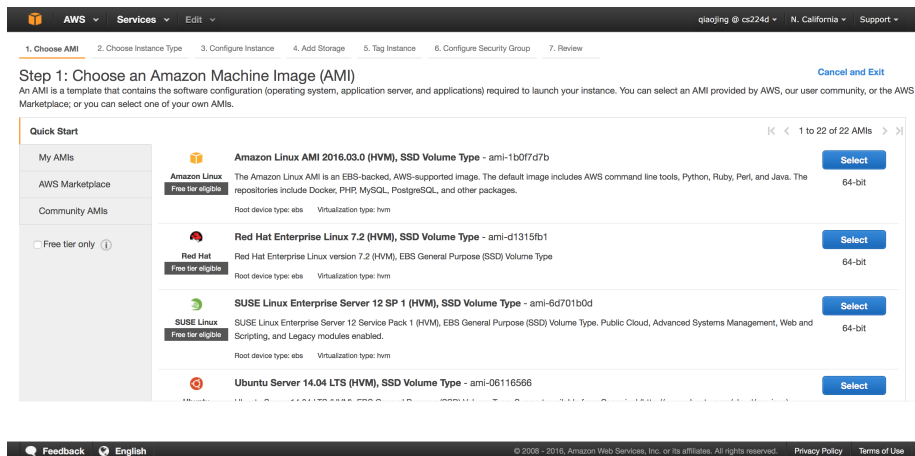 AWS Services Edit qiaojing @ cs224d N. California Support
1. Choose AMI 2. Choose Instance Type 3. Configure Instance 4. Add Storage 5. Tag Instance 6. Configure Security Group 7. Review
Step 1: Choose an Amazon Machine Image (AMI) Cancel and Exit
An AMI is a template that contains the software configuration (operating system, application server, and applications) required to launch your instance. You can select an AMI provided by AWS, our user community, or the AWS
Marketplace; or you can select one of your own AMIs.
Quick Start 1 to 22 of 22 AMIs
My AMIs
AWS Marketplace
Community AMIs
Free tier only
Amazon Linux
Free tier eligible
Amazon Linux AMI 2016.03.0 (HVM), SSD Volume Type - ami-1b0f7d7b
The Amazon Linux AMI is an EBS-backed, AWS-supported image. The default image includes AWS command line tools, Python, Ruby, Perl, and Java. The
repositories include Docker, PHP, MySQL, PostgreSQL, and other packages.
Root device type: ebs Virtualization type: hvm
Select
64-bit
Red Hat
Free tier eligible
Red Hat Enterprise Linux 7.2 (HVM), SSD Volume Type - ami-d1315fb1
Red Hat Enterprise Linux version 7.2 (HVM), EBS General Purpose (SSD) Volume Type
Root device type: ebs Virtualization type: hvm
Select
64-bit
SUSE Linux
Free tier eligible
SUSE Linux Enterprise Server 12 SP 1 (HVM), SSD Volume Type - ami-6d701b0d
SUSE Linux Enterprise Server 12 Service Pack 1 (HVM), EBS General Purpose (SSD) Volume Type. Public Cloud, Advanced Systems Management, Web and
Scripting, and Legacy modules enabled.
Root device type: ebs Virtualization type: hvm
Select
64-bit
Ubuntu Server 14.04 LTS (HVM), SSD Volume Type - ami-06116566
Select
Feedback English © 2008 - 2016, Amazon Web Services, Inc. or its affiliates. All rights reserved. Privacy Policy Terms of Use